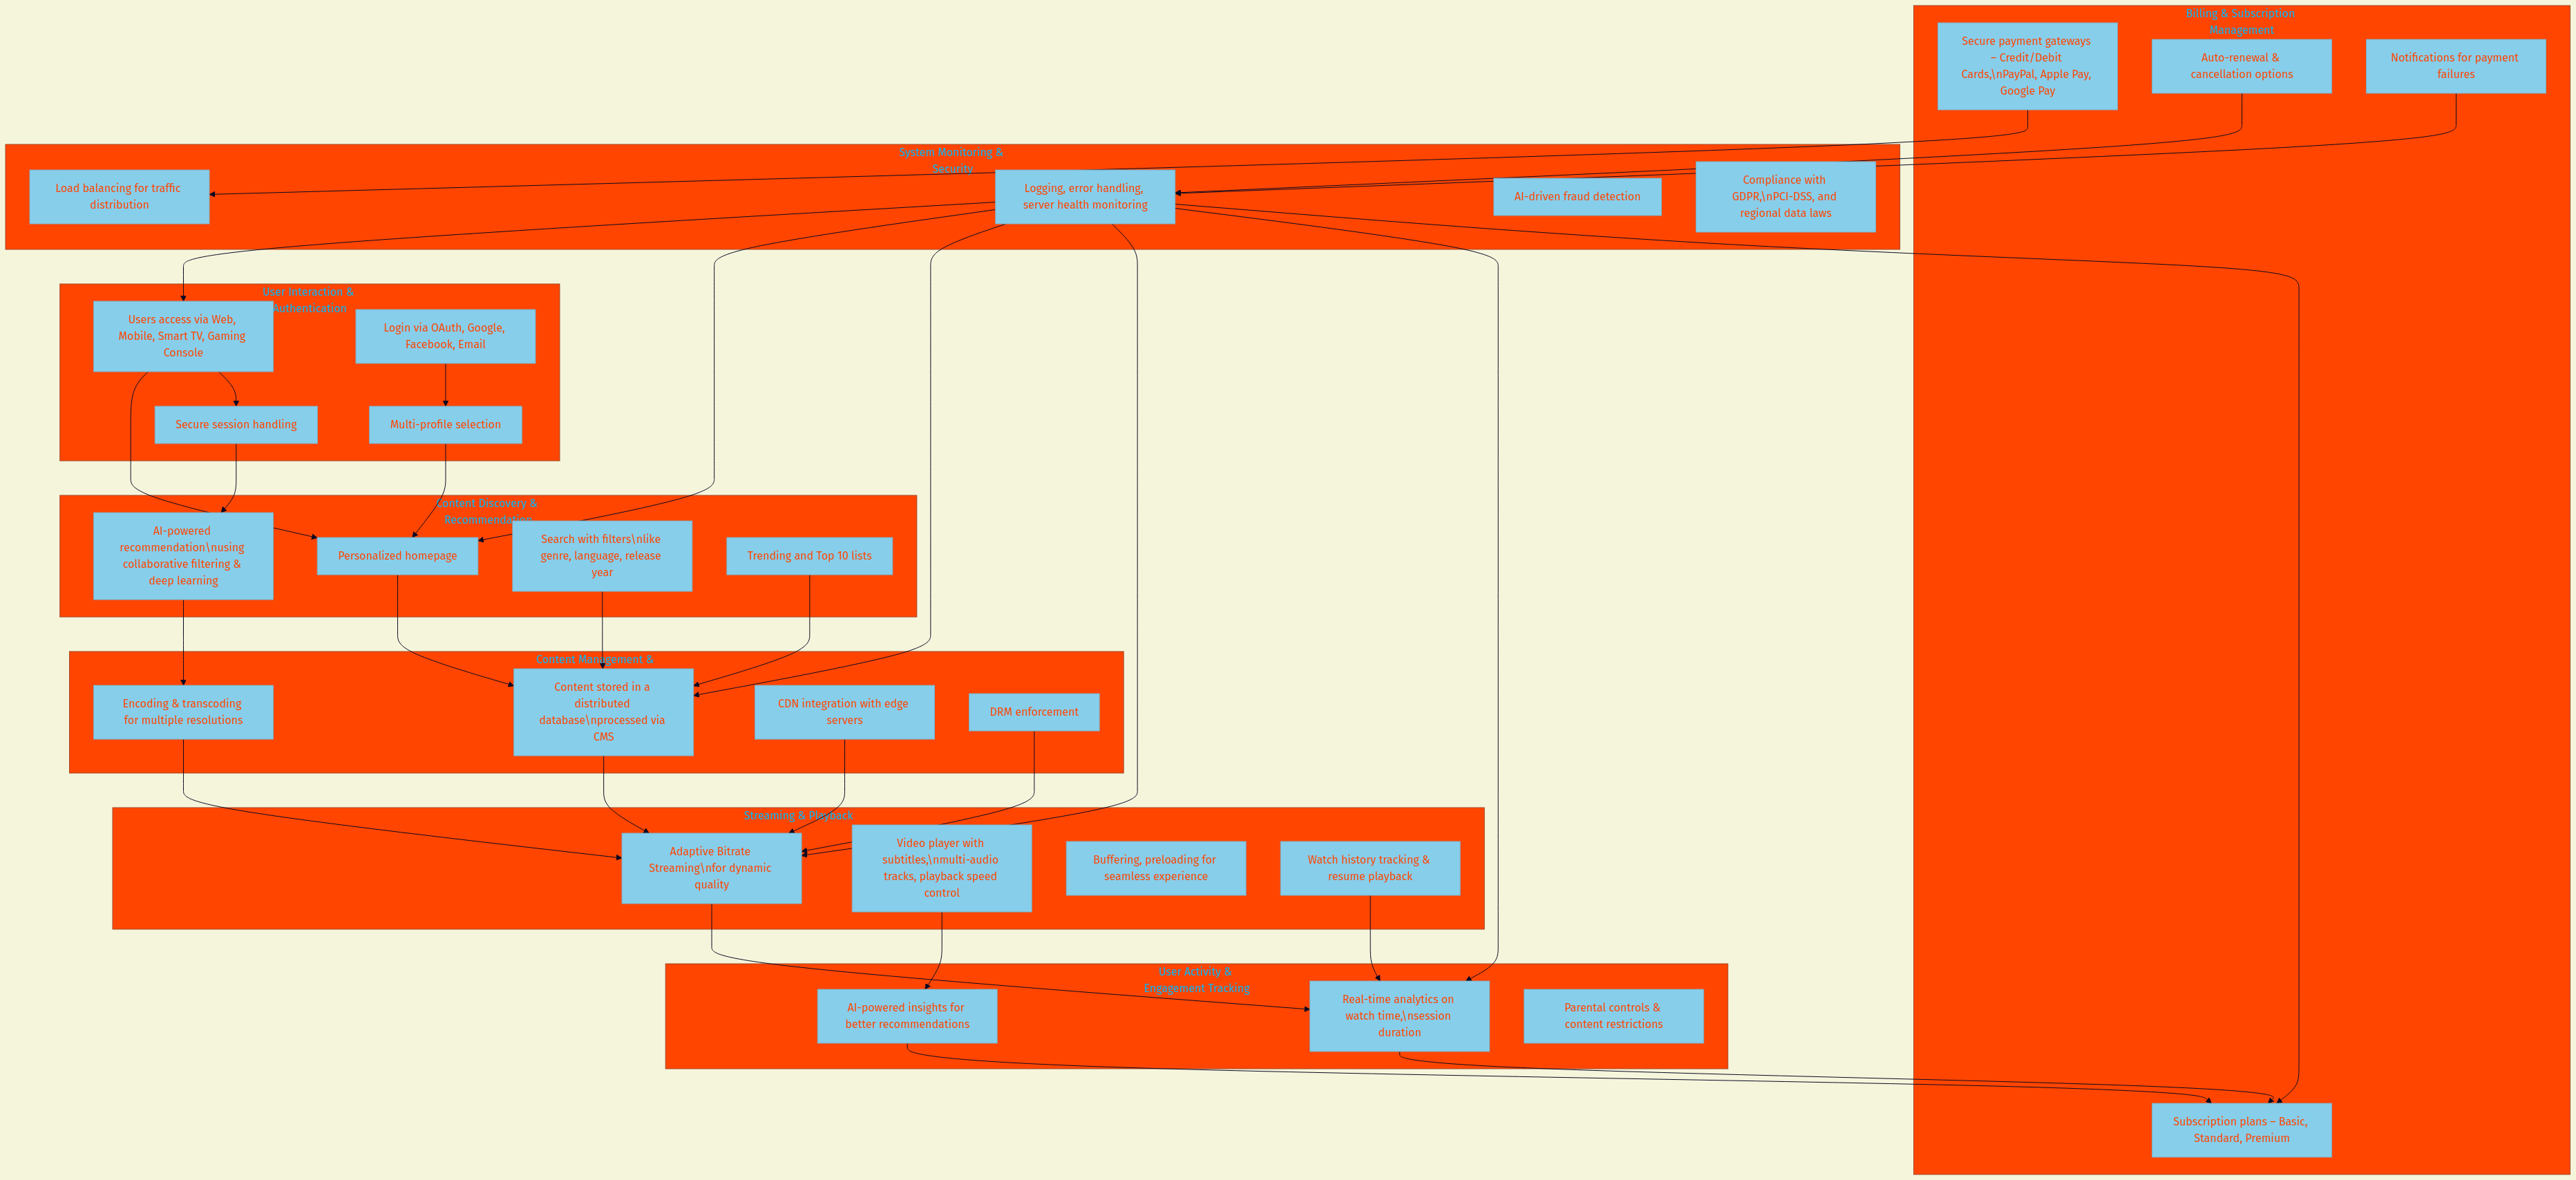 Billing & Subscription
Management
Secure payment gateways
– Credit/Debit
Cards,\nPayPal, Apple Pay,
Google Pay
Auto-renewal &
cancellation options
Notifications for payment
failures
System Monitoring &
Security
Load balancing for traffic
distribution
Logging, error handling,
server health monitoring
AI-driven fraud detection
Compliance with
GDPR,\nPCI-DSS, and
regional data laws
User Interaction &
Authentication
Users access via Web,
Mobile, Smart TV, Gaming
Console
Login via OAuth, Google,
Facebook, Email
Secure session handling
Multi-profile selection
Content Discovery &
Recommendation
AI-powered
recommendation\nusing
collaborative filtering &
deep learning
Personalized homepage
Search with filters\nlike
genre, language, release
year
Trending and Top 10 lists
Content Management &
Encoding & transcoding
for multiple resolutions
Content stored in a
distributed
database\nprocessed via
CMS
CDN integration with edge
servers
DRM enforcement
Streaming & Playback
Adaptive Bitrate
Streaming\nfor dynamic
quality
Video player with
subtitles,\nmulti-audio
tracks, playback speed
control
Buffering, preloading for
seamless experience
Watch history tracking &
resume playback
User Activity &
Engagement Tracking
AI-powered insights for
better recommendations
Real-time analytics on
watch time,\nsession
duration
Parental controls &
content restrictions
Subscription plans – Basic,
Standard, Premium